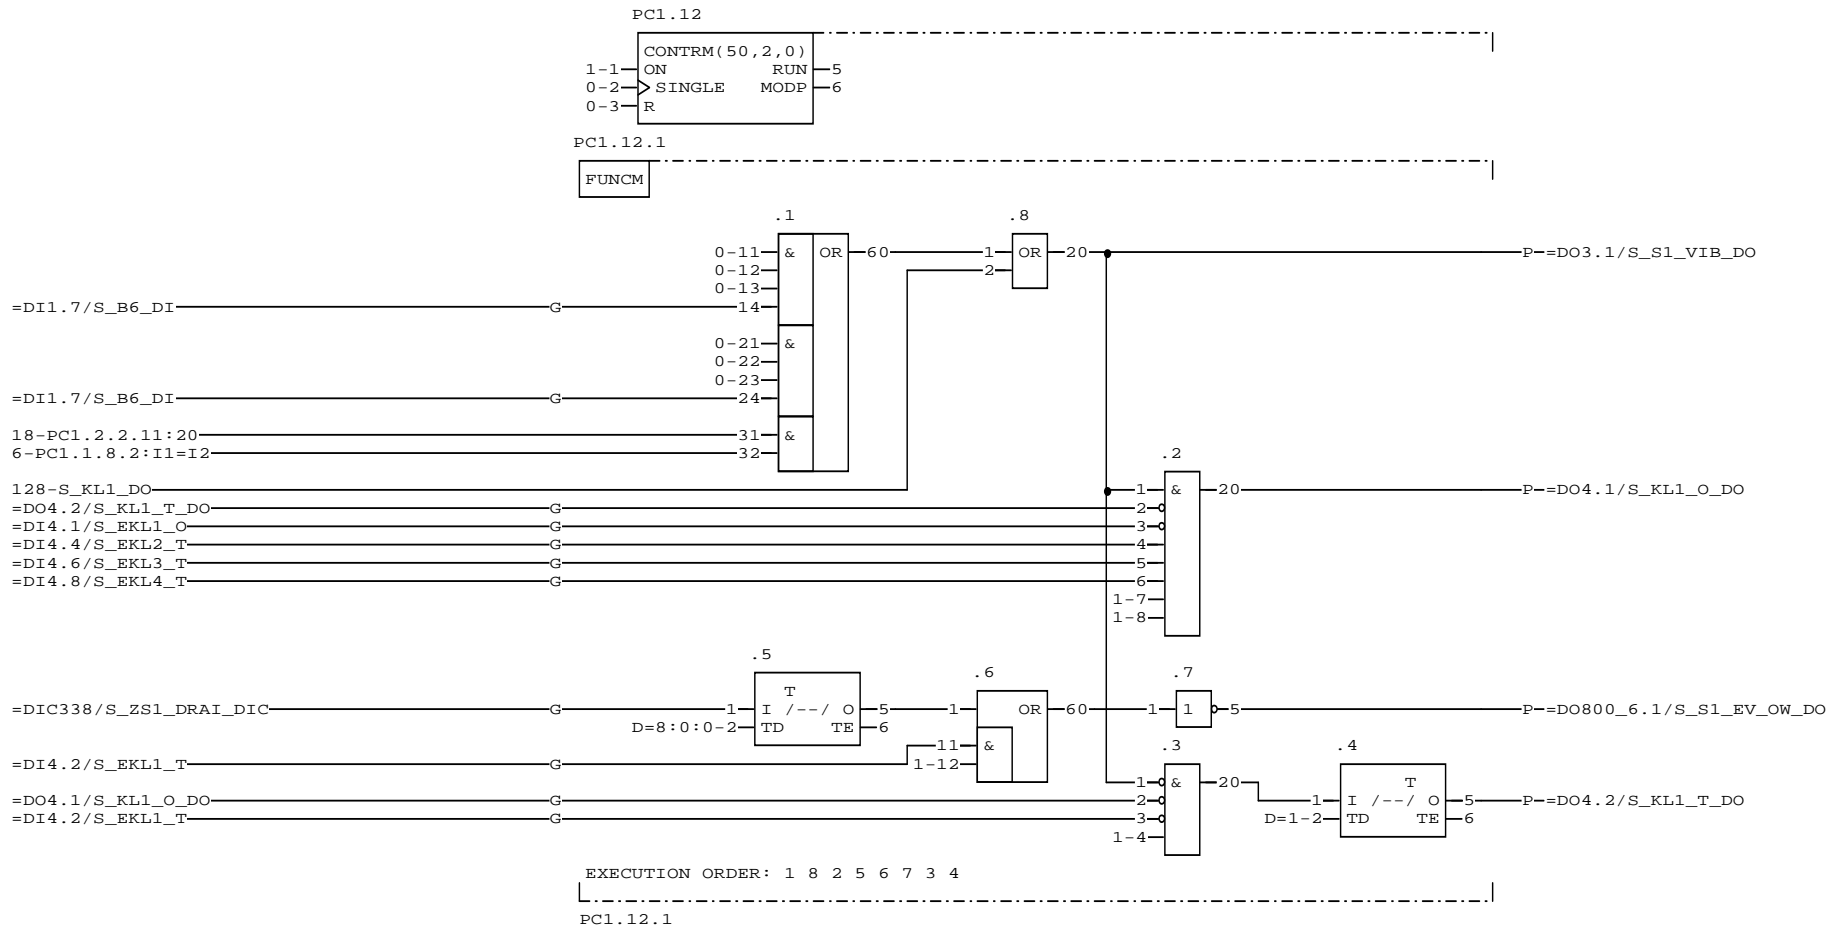 PC1.12
CONTRM(50,2,0)
1-1 ON RUN 5
0-2 SINGLE MODP 6
0-3 R
PC1.12.1
FUNCM
.1 .8
0-11 & OR 60 1 OR 20 P-=DO3.1/S_S1_VIB_DO
0-12 2
0-13
=DI1.7/S_B6_DI G 14
0-21 &
0-22
0-23
=DI1.7/S_B6_DI G 24
18-PC1.2.2.11:20 31 &
6-PC1.1.8.2:I1=I2 32
.2
128-S_KL1_DO 1 & 20 P-=DO4.1/S_KL1_O_DO
=DO4.2/S_KL1_T_DO G 2
=DI4.1/S_EKL1_O G 3
=DI4.4/S_EKL2_T G 4
=DI4.6/S_EKL3_T G 5
=DI4.8/S_EKL4_T G 6
1-7
1-8
.5
.6 .7
T
=DIC338/S_ZS1_DRAI_DIC G 1 I /--/ O 5 1 OR 60 1 1 5 P-=DO800_6.1/S_S1_EV_OW_DO
D=8:0:0-2 TD TE 6
11 & .3 .4
=DI4.2/S_EKL1_T G 1-12
1 & 20 T
=DO4.1/S_KL1_O_DO G 2 1 I /--/ O 5 P-=DO4.2/S_KL1_T_DO
=DI4.2/S_EKL1_T G 3 D=1-2 TD TE 6
1-4
EXECUTION ORDER: 1 8 2 5 6 7 3 4
PC1.12.1